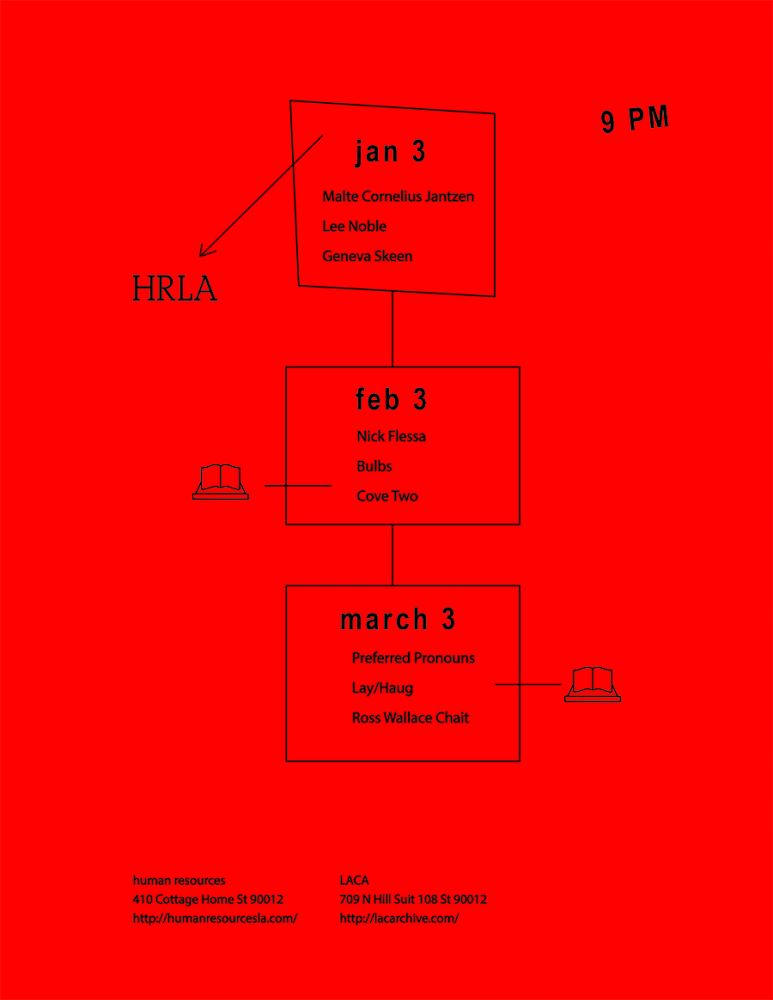 9 PM
jan 3
Malte Cornelius Jantzen
Lee Noble
Geneva Skeen
HRLA
feb 3
Nick Flessa
Bulbs
Cove Two
march 3
Preferred Pronouns
Lay/Haug
Ross Wallace Chait
human resources
410 Cottage Home St 90012
http://humanresourcesla.com/
LACA
709 N Hill Suit 108 St 90012
http://lacarchive.com/